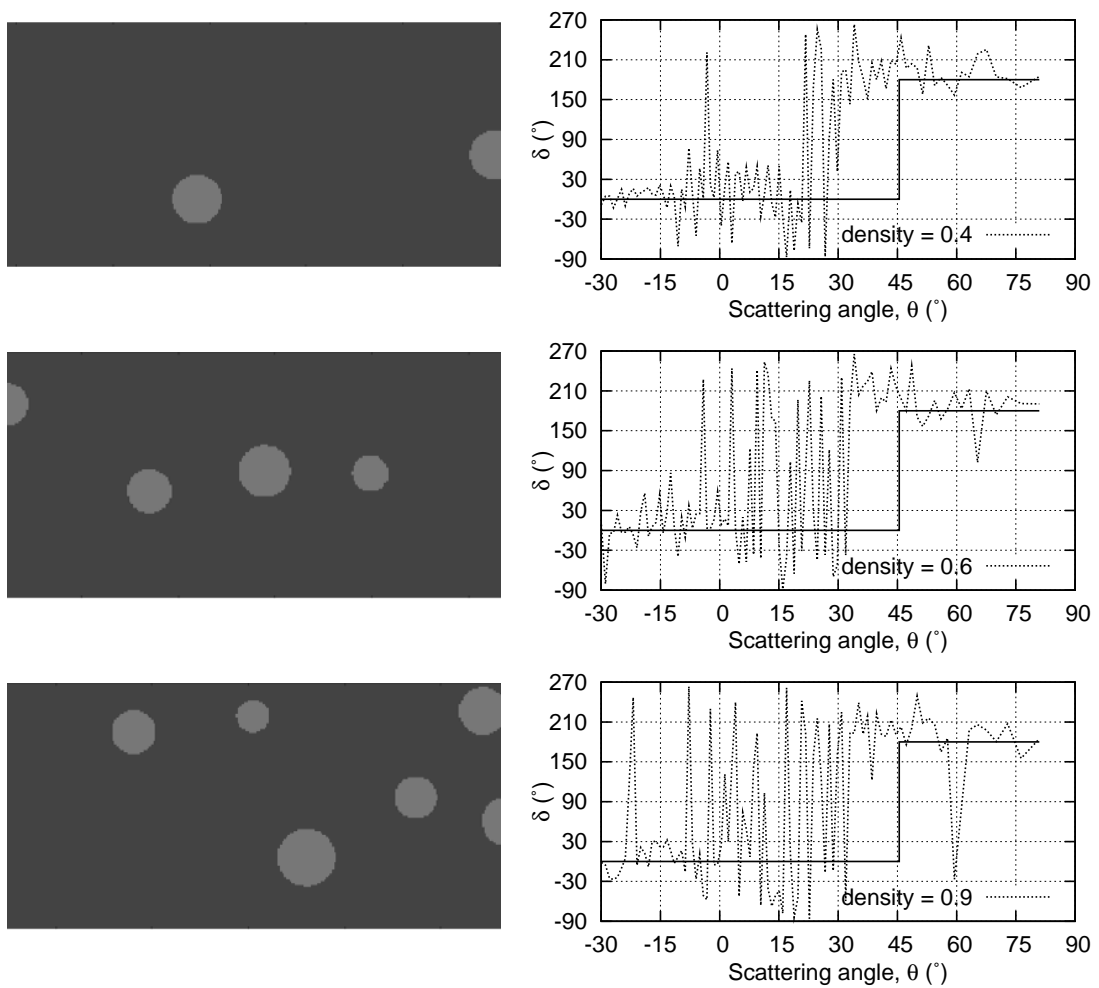 270
210
150
90
30
-30
-90
δ (°)
density = 0.4
-30 -15 0 15 30 45 60 75 90
Scattering angle, θ (°)
270
210
150
90
30
-30
-90
δ (°)
density = 0.6
-30 -15 0 15 30 45 60 75 90
Scattering angle, θ (°)
270
210
150
90
30
-30
-90
δ (°)
density = 0.9
-30 -15 0 15 30 45 60 75 90
Scattering angle, θ (°)